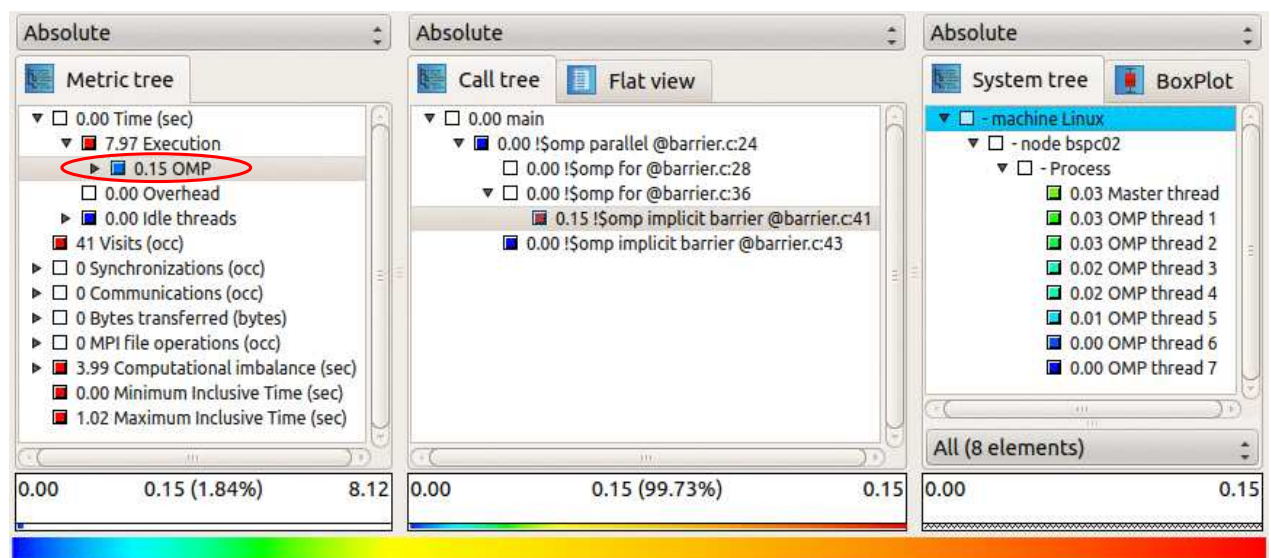 Absolute
Metric tree
0.00 Time (sec)
7.97 Execution
0.15 OMP
0.00 Overhead
0.00 Idle threads
41 Visits (occ)
0 Synchronizations (occ)
0 Communications (occ)
0 Bytes transferred (bytes)
0 MPI file operations (occ)
3.99 Computational imbalance (sec)
0.00 Minimum Inclusive Time (sec)
1.02 Maximum Inclusive Time (sec)
0.00 0.15 (1.84%) 8.12
Absolute
Call tree Flat view
0.00 main
0.00 !$omp parallel @barrier.c:24
0.00 !$omp for @barrier.c:28
0.00 !$omp for @barrier.c:36
0.15 !$omp implicit barrier @barrier.c:41
0.00 !$omp implicit barrier @barrier.c:43
0.00 0.15 (99.73%) 0.15
Absolute
System tree BoxPlot
- machine Linux
- node bspc02
- Process
0.03 Master thread
0.03 OMP thread 1
0.03 OMP thread 2
0.02 OMP thread 3
0.02 OMP thread 4
0.01 OMP thread 5
0.00 OMP thread 6
0.00 OMP thread 7
All (8 elements)
0.00 0.15